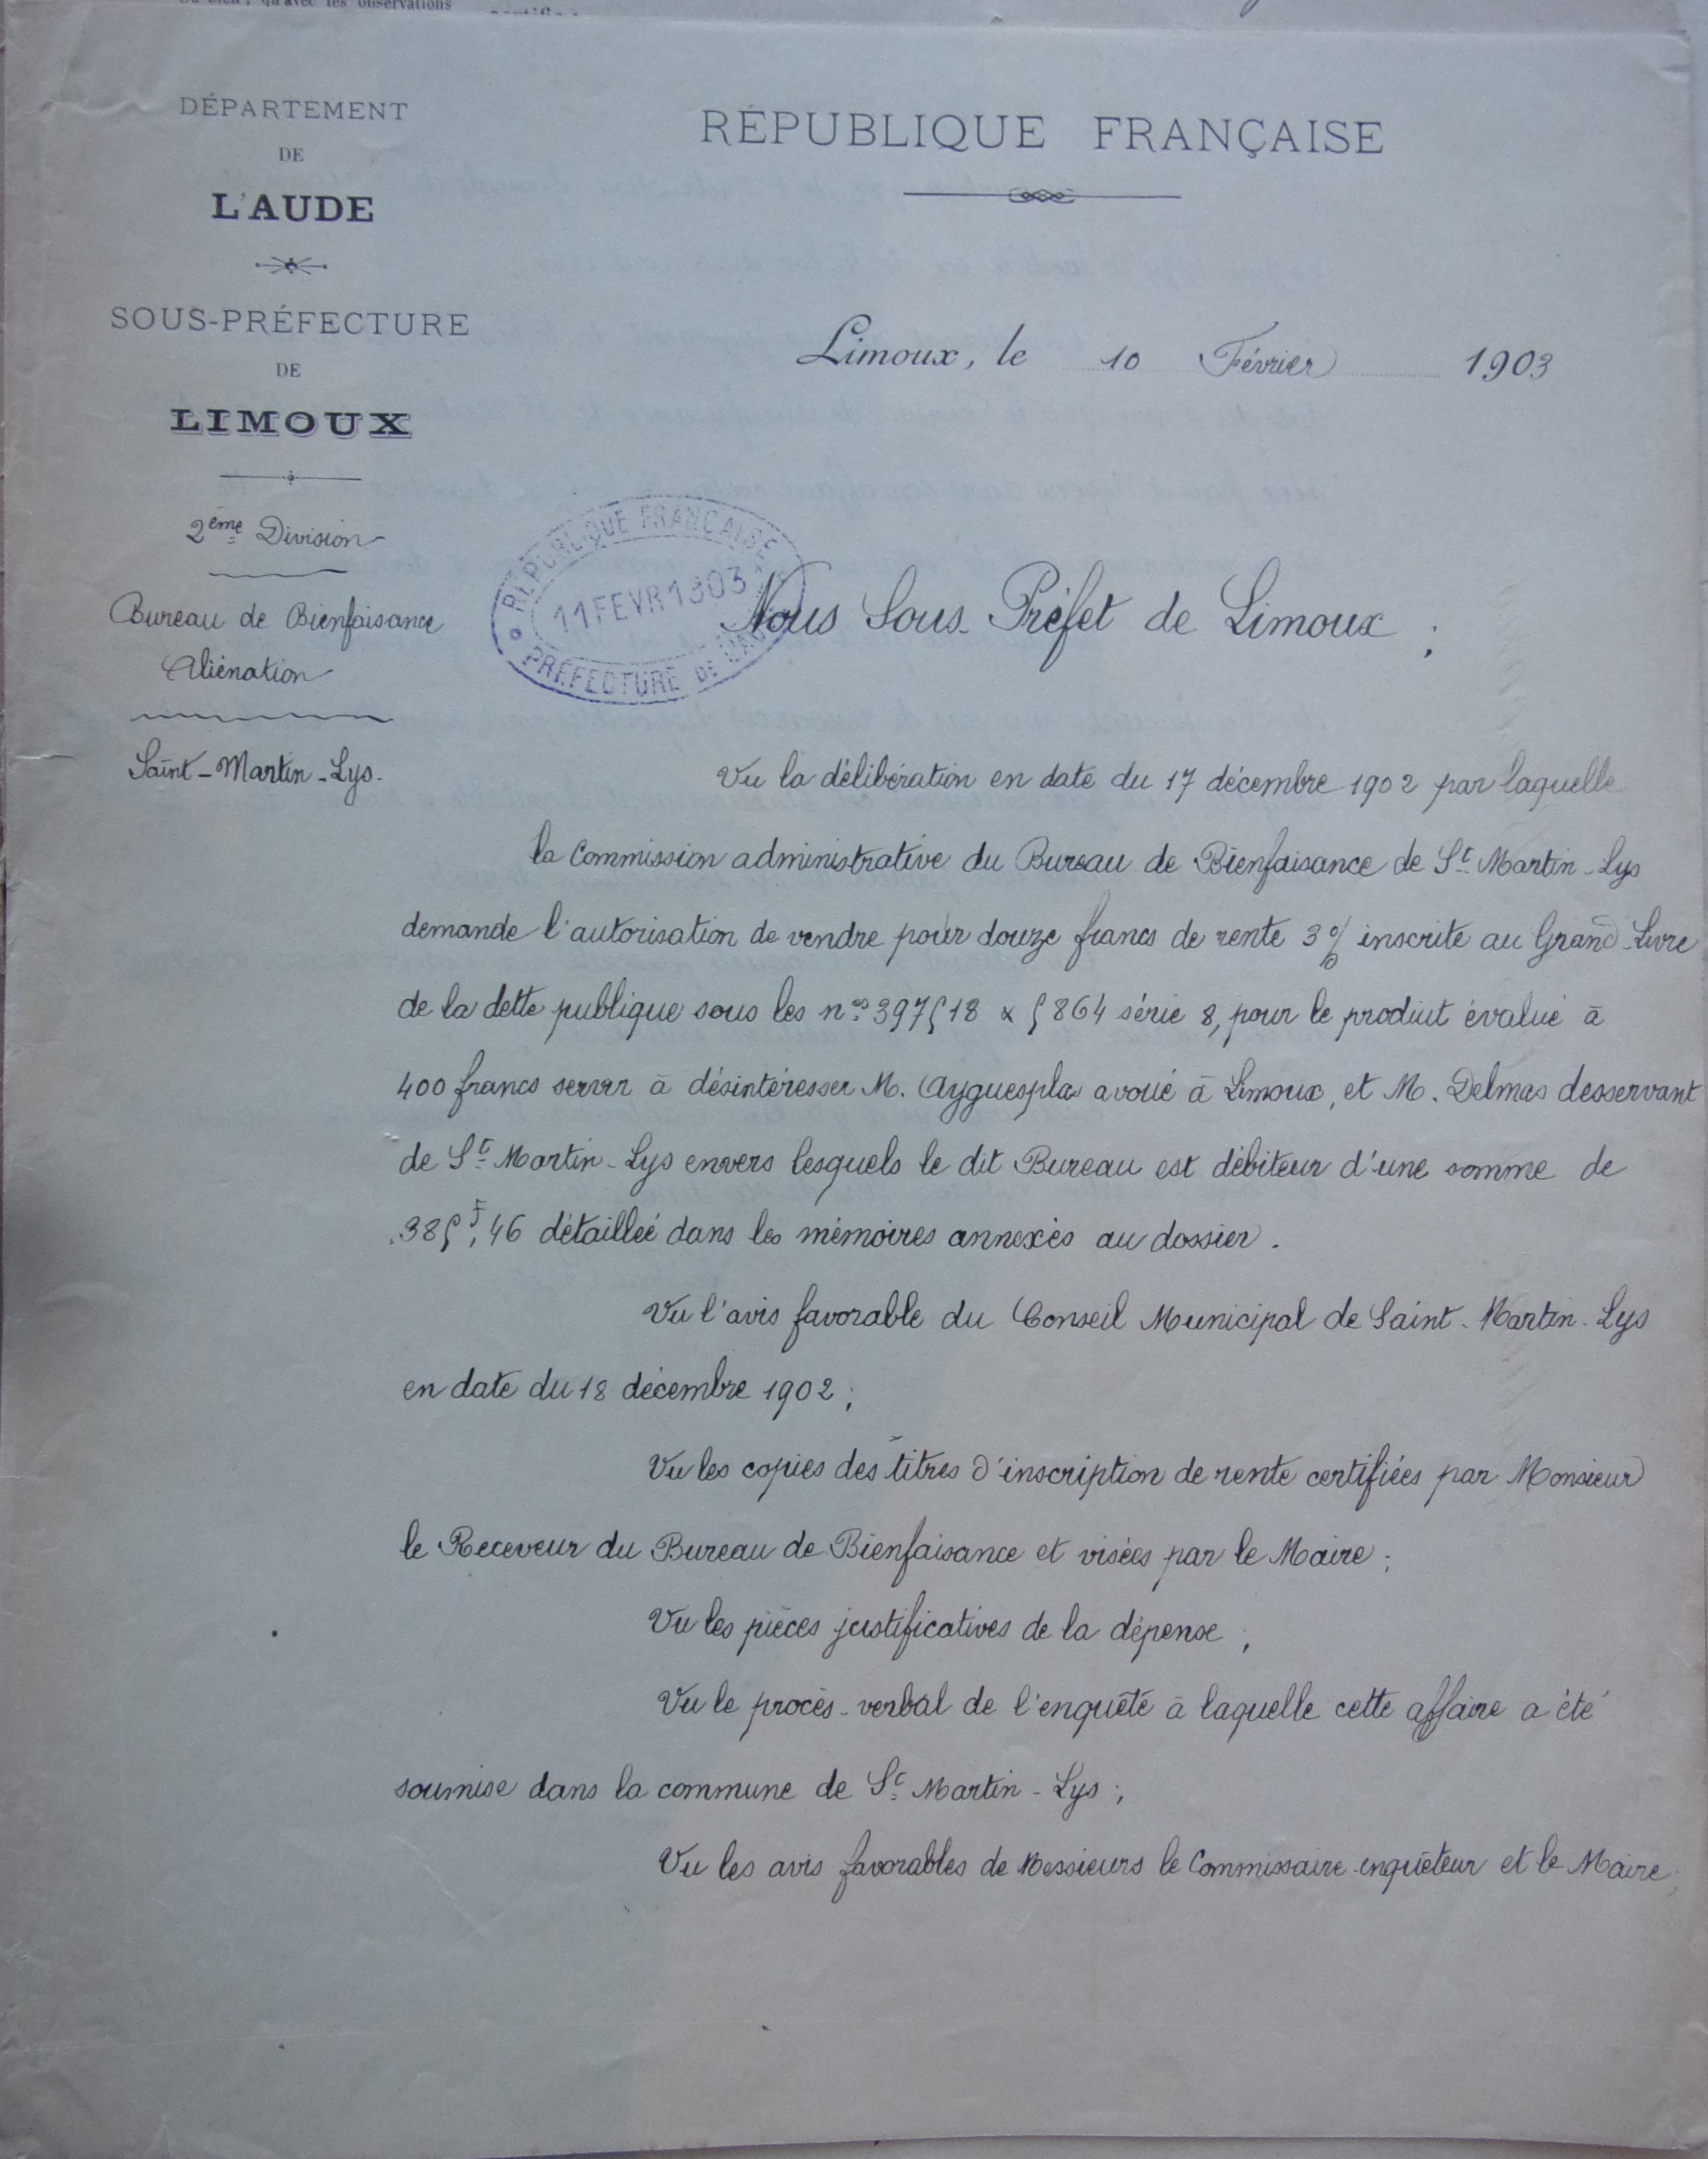 DÉPARTEMENT
DE
L'AUDE
SOUS-PRÉFECTURE
DE
LIMOUX
2ème Division
Bureau de Bienfaisance
Aliénation
Saint-Martin-Lys.
RÉPUBLIQUE FRANÇAISE
Limoux, le 10 Février 1903
RÉPUBLIQUE FRANÇAISE
11 FEVR 1903
PRÉFECTURE DE L'AUDE
Nous Sous-Préfet de Limoux ;
Vu la délibération en date du 17 décembre 1902 par laquelle
la Commission administrative du Bureau de Bienfaisance de St Martin-Lys
demande l'autorisation de vendre pour douze francs de rente 3 % inscrite au Grand-Livre
de la dette publique sous les nos 397518 & 5864 série 8, pour le produit évalué à
400 francs servir à désintéresser M. Ayguesplas avoué à Limoux, et M. Delmas desservant
de St Martin-Lys envers lesquels le dit Bureau est débiteur d'une somme de
385f,46 détailleé dans les mémoires annexés au dossier.
Vu l'avis favorable du Conseil Municipal de Saint-Martin-Lys
en date du 18 décembre 1902 ;
Vu les copies des titres d'inscription de rente certifiées par Monsieur
le Receveur du Bureau de Bienfaisance et visées par le Maire ;
Vu les pièces justificatives de la dépense ;
Vu le procès-verbal de l'enquête à laquelle cette affaire a été
soumise dans la commune de St Martin-Lys ;
Vu les avis favorables de Messieurs le Commissaire-enquêteur et le Maire ;